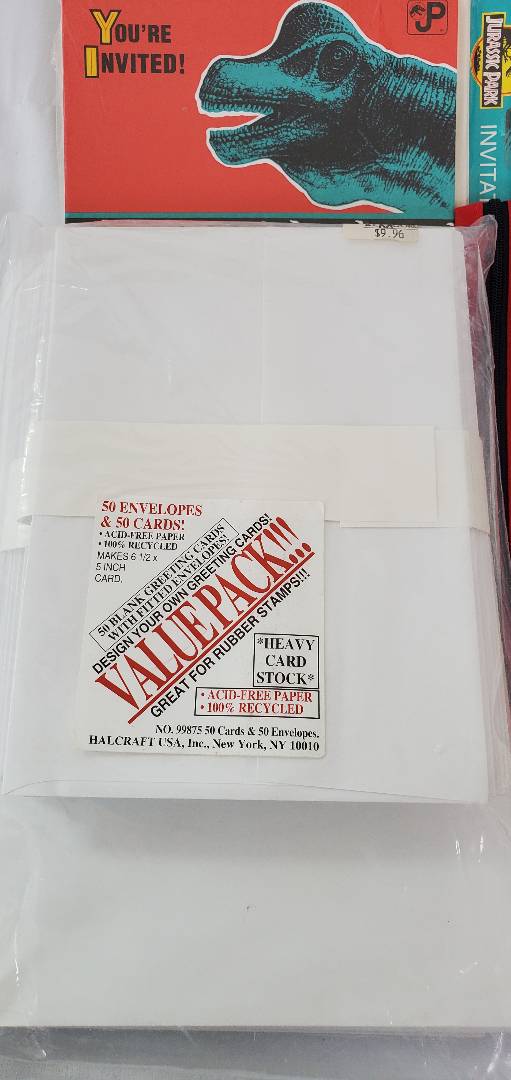 YOU'RE
INVITED!
JP
JURASSIC PARK
INVITA
$9.96
50 ENVELOPES
& 50 CARDS!
• ACID-FREE PAPER
• 100% RECYCLED
MAKES 6 1/2 x
5 INCH
CARD.
50 BLANK GREETING CARDS
WITH FITTED ENVELOPES!
DESIGN YOUR OWN GREETING CARDS!
VALUE PACK!!!
GREAT FOR RUBBER STAMPS!!!
*HEAVY
CARD
STOCK*
• ACID-FREE PAPER
• 100% RECYCLED
NO. 99875 50 Cards & 50 Envelopes.
HALCRAFT USA, Inc., New York, NY 10010